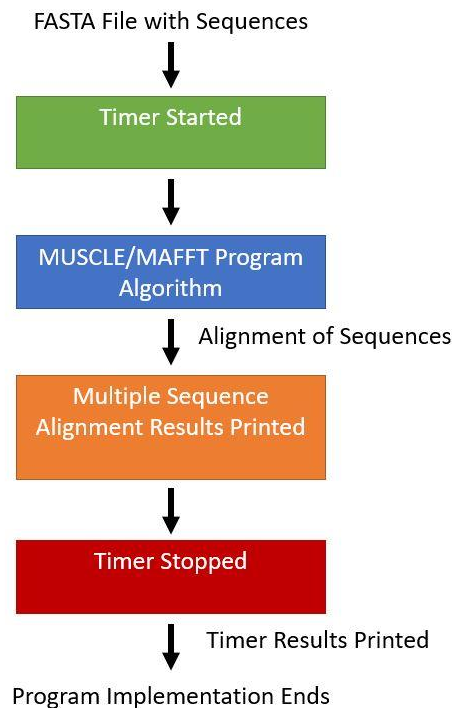 FASTA File with Sequences
Timer Started
MUSCLE/MAFFT Program
Algorithm
Alignment of Sequences
Multiple Sequence
Alignment Results Printed
Timer Stopped
Timer Results Printed
Program Implementation Ends